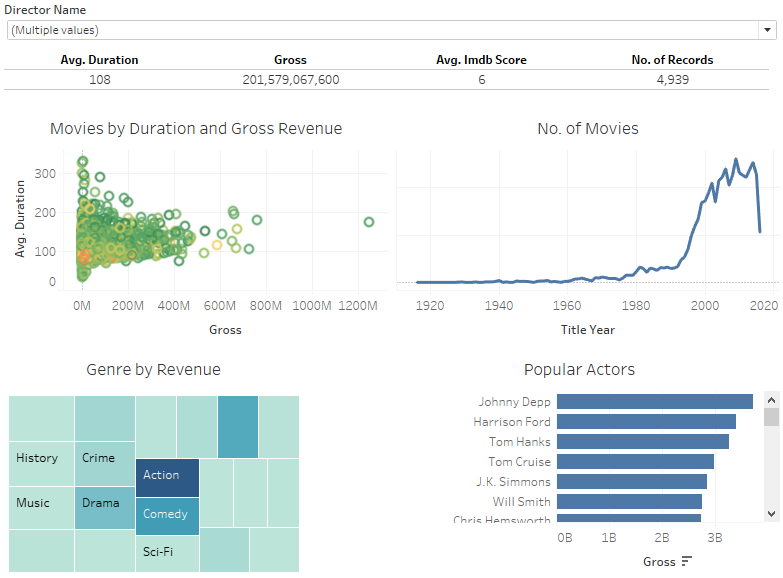 Director Name
(Multiple values)
Avg. Duration Gross Avg. Imdb Score No. of Records
108 201,579,067,600 6 4,939
Movies by Duration and Gross Revenue
300
200
100
0
Avg. Duration
0M 200M 400M 600M 800M 1000M 1200M
Gross
No. of Movies
1920 1940 1960 1980 2000 2020
Title Year
Genre by Revenue
History Crime
Action
Music Drama
Comedy
Sci-Fi
Popular Actors
Johnny Depp
Harrison Ford
Tom Hanks
Tom Cruise
J.K. Simmons
Will Smith
Chris Hemsworth
0B 1B 2B 3B
Gross